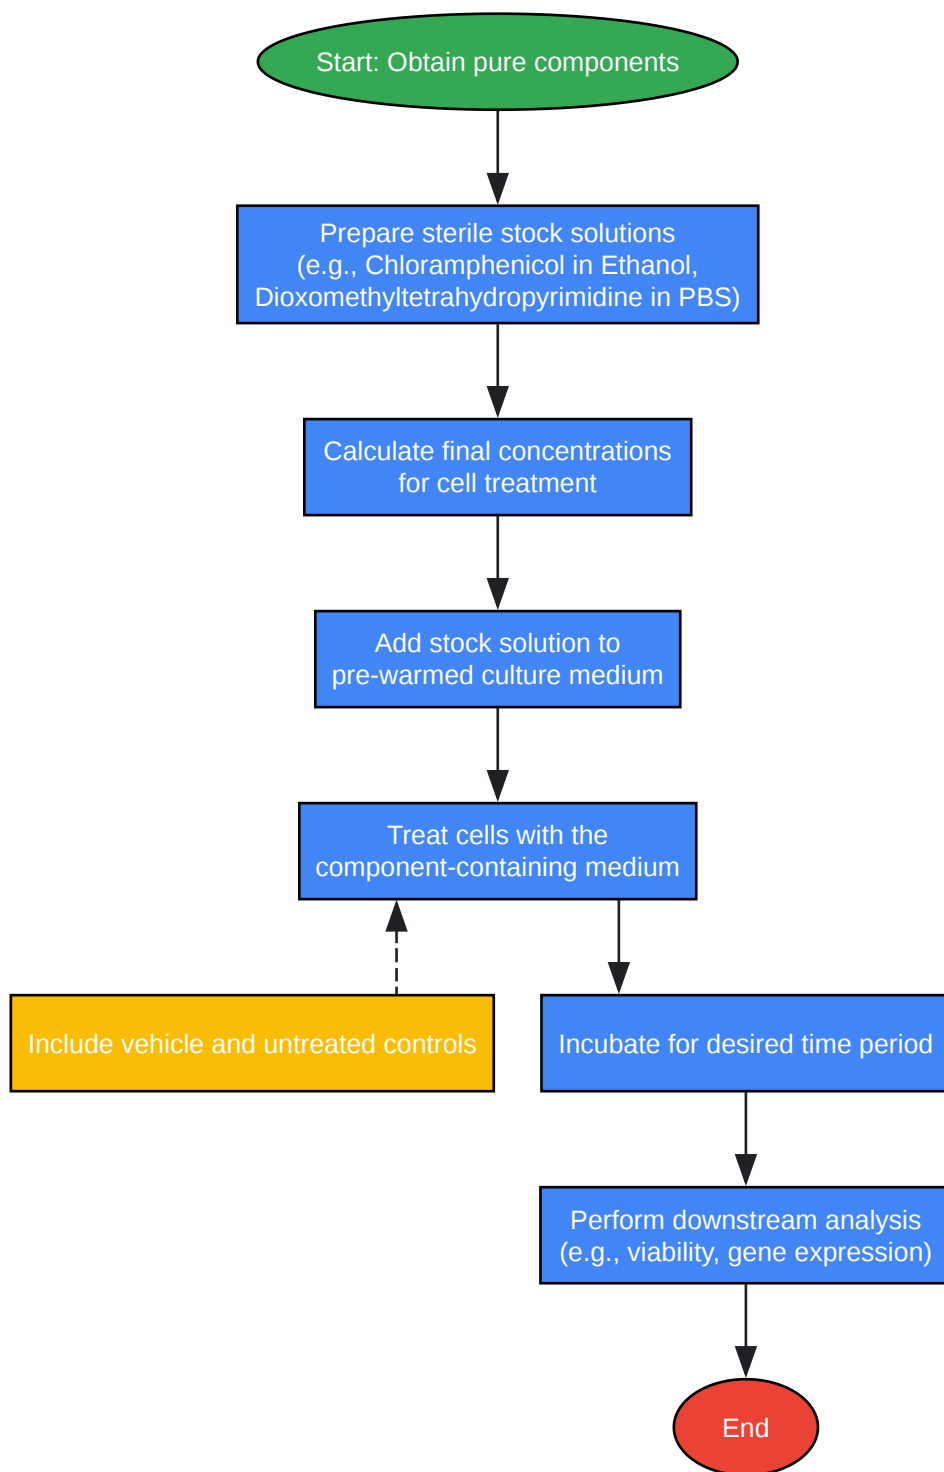 Start: Obtain pure components
Prepare sterile stock solutions
(e.g., Chloramphenicol in Ethanol,
Dioxomethyltetrahydropyrimidine in PBS)
Calculate final concentrations
for cell treatment
Add stock solution to
pre-warmed culture medium
Treat cells with the
component-containing medium
Include vehicle and untreated controls
Incubate for desired time period
Perform downstream analysis
(e.g., viability, gene expression)
End